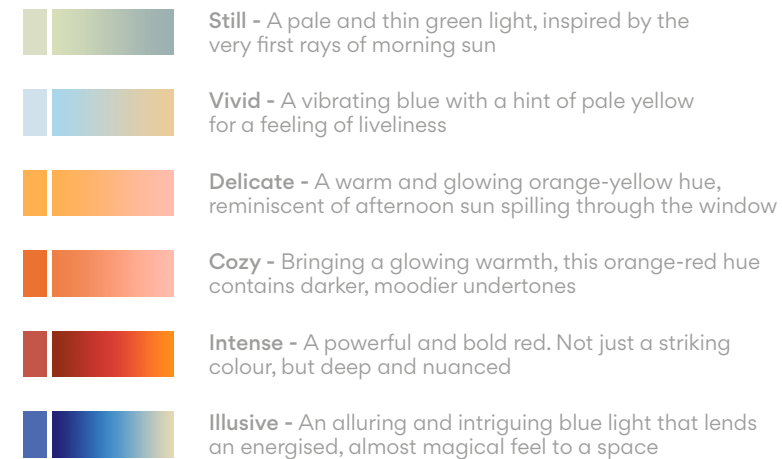 Still - A pale and thin green light, inspired by the
very first rays of morning sun
Vivid - A vibrating blue with a hint of pale yellow
for a feeling of liveliness
Delicate - A warm and glowing orange-yellow hue,
reminiscent of afternoon sun spilling through the window
Cozy - Bringing a glowing warmth, this orange-red hue
contains darker, moodier undertones
Intense - A powerful and bold red. Not just a striking
colour, but deep and nuanced
Illusive - An alluring and intriguing blue light that lends
an energised, almost magical feel to a space